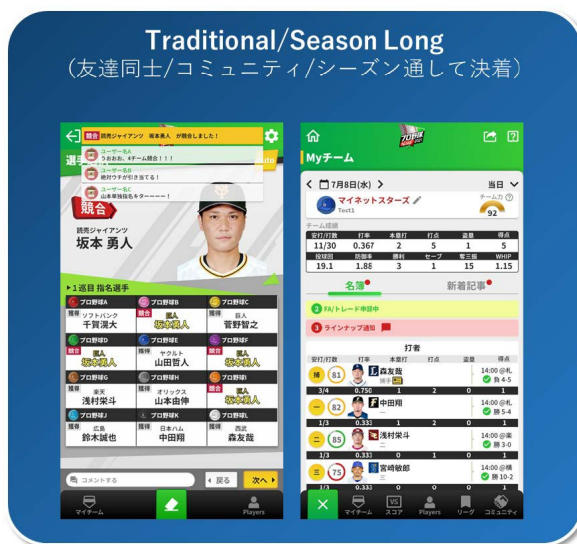 Traditional/Season Long
(友達同士/コミュニティ/シーズン通して決着)
競合 読売ジャイアンツ 坂本勇人 が競合しました！
ユーザー名A
うおおお、4チーム競合！！！
ユーザー名B
絶対ウチが引き当てる！
ユーザー名C
山本単独指名キターーーー！
競合
読売ジャイアンツ
坂本 勇人
▶1巡目 指名選手
プロ野球A プロ野球B プロ野球C
獲得 ソフトバンク 千賀滉大
競合 巨人 坂本勇人
獲得 巨人 菅野智之
プロ野球D プロ野球E プロ野球F
競合 巨人 坂本勇人
獲得 ヤクルト 山田哲人
競合 巨人 坂本勇人
プロ野球G プロ野球H プロ野球I
獲得 楽天 浅村栄斗
獲得 オリックス 山本由伸
競合 巨人 坂本勇人
プロ野球J プロ野球K プロ野球L
獲得 広島 鈴木誠也
獲得 日本ハム 中田翔
獲得 西武 森友哉
コメントする 戻る 次へ
マイチーム Players
Myチーム
7月8日(水) 当日
マイネットスターズ チーム力
Test1 92
チーム成績
安打/打数 打率 本塁打 打点 盗塁 得点
11/30 0.367 2 5 1 5
投球回 防御率 勝利 セーブ 奪三振 WHIP
19.1 1.88 3 1 15 1.15
名簿 新着記事
2 FA/トレード申請中
3 ラインナップ通知
打者
安打/打数 打率 本塁打 打点 盗塁 得点
捕 81 森友哉 14:00 @札
捕手 負 4-5
3/4 0.750 1 2 0 1
一 82 中田翔 14:00 @札
一 勝 5-4
1/3 0.333 1 2 0 1
二 85 浅村栄斗 14:00 @楽
二 勝 3-0
1/3 0.333 0 1 0 1
三 75 宮崎敏郎 14:00 @横
三 勝 10-2
1/3 0.333 0 0 0 1
マイチーム VS スコア Players リーグ コミュニティ